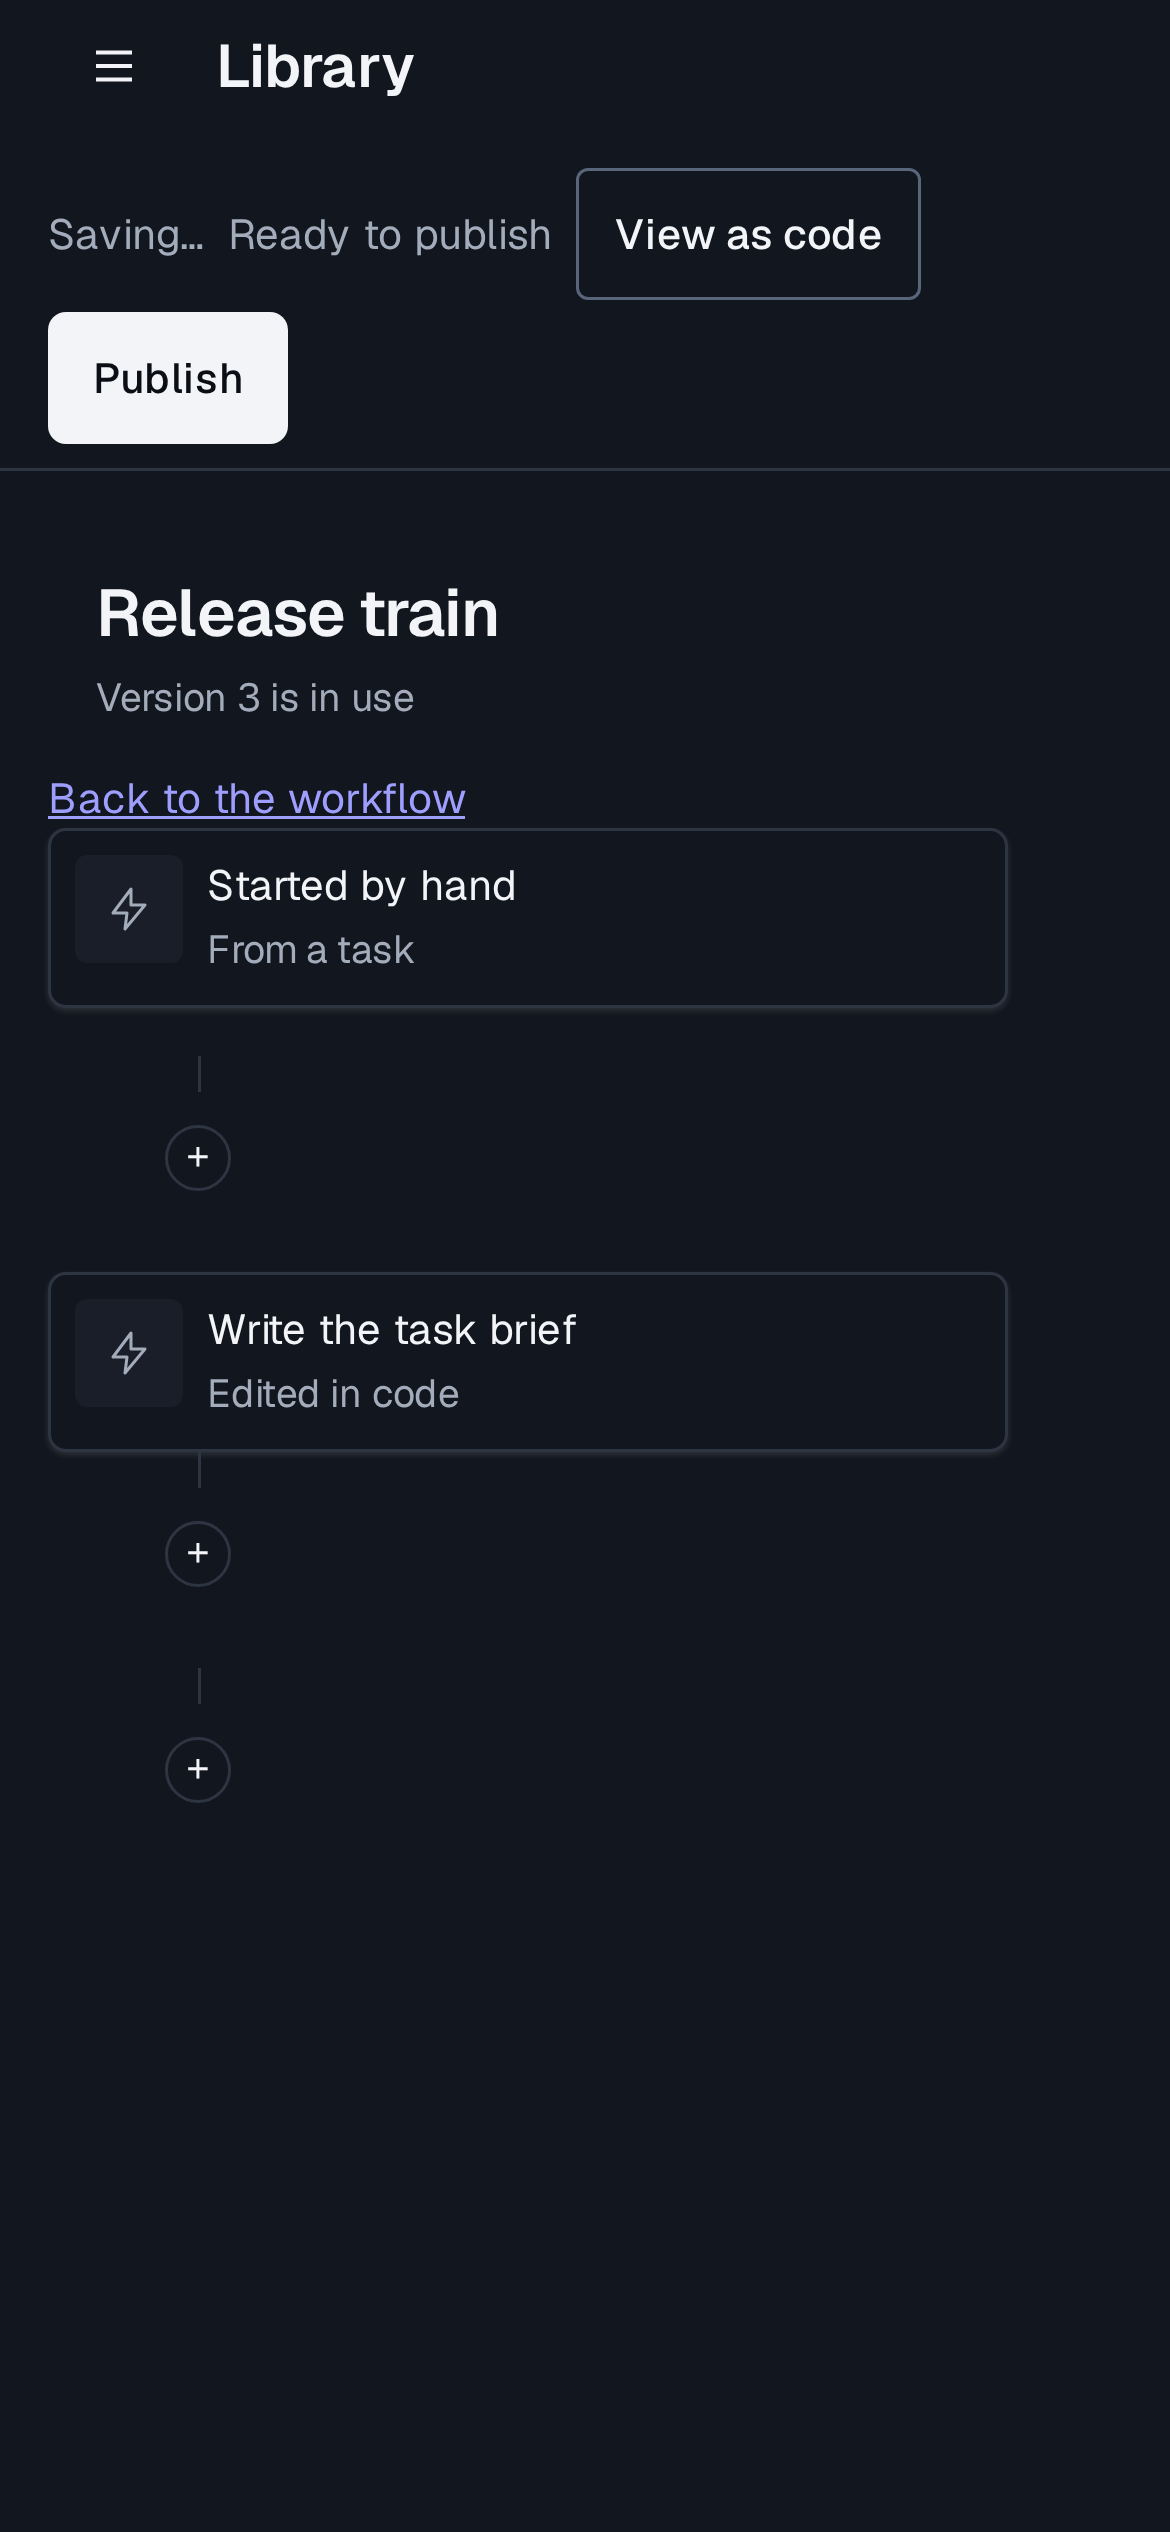 Library
Saving… Ready to publish View as code
Publish
Release train
Version 3 is in use
Back to the workflow
Started by hand
From a task
+
Write the task brief
Edited in code
+
+